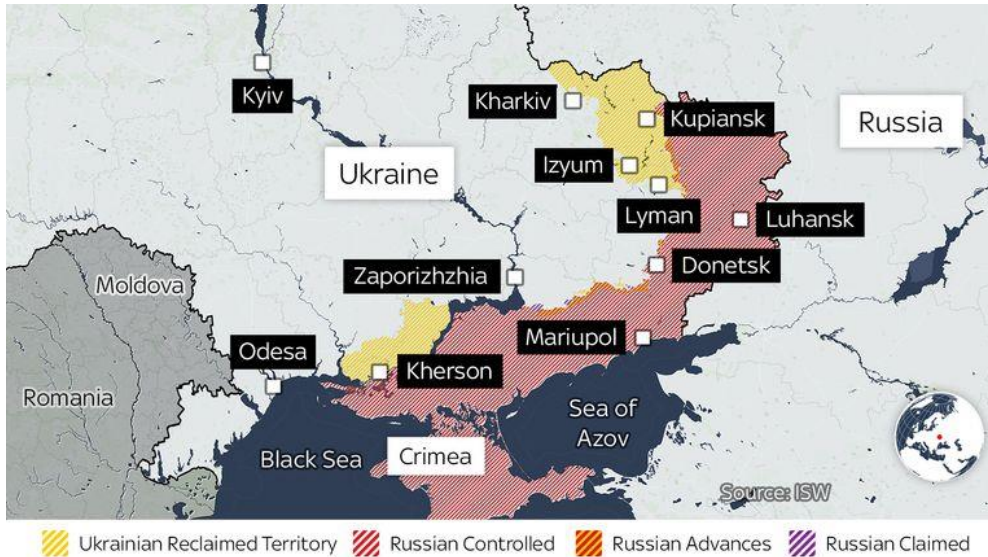 Kyiv
Kharkiv
Kupiansk
Russia
Ukraine
Izyum
Lyman
Luhansk
Zaporizhzhia
Donetsk
Moldova
Mariupol
Odesa
Kherson
Romania
Sea of
Azov
Black Sea
Crimea
Source: ISW
Ukrainian Reclaimed Territory
Russian Controlled
Russian Advances
Russian Claimed